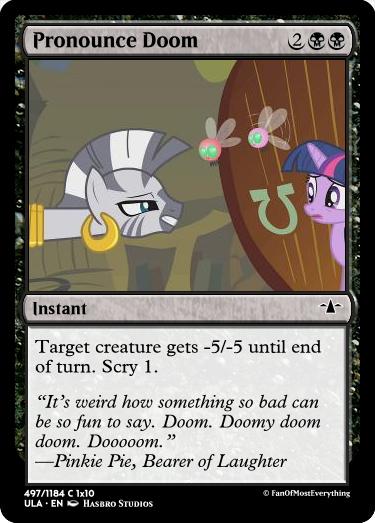 Pronounce Doom 2
Instant
Target creature gets -5/-5 until end
of turn. Scry 1.
“It's weird how something so bad can
be so fun to say. Doom. Doomy doom
doom. Dooooom.”
—Pinkie Pie, Bearer of Laughter
497/1184 C 1x10
ULA • EN Hasbro Studios
© FanOfMostEverything